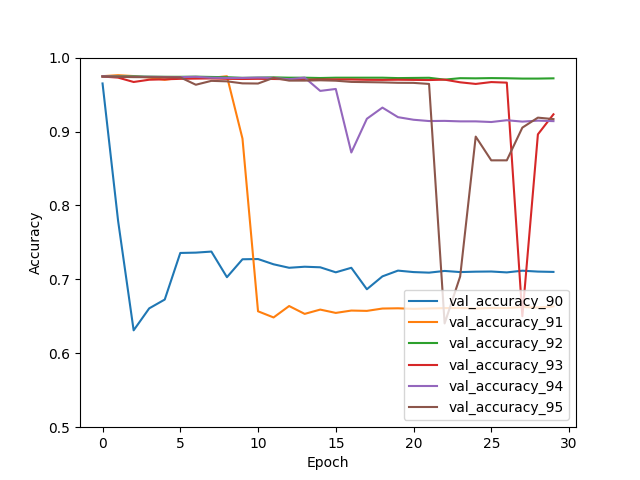 1.0
0.9
0.8
0.7
0.6
0.5
Accuracy
0 5 10 15 20 25 30
Epoch
val_accuracy_90
val_accuracy_91
val_accuracy_92
val_accuracy_93
val_accuracy_94
val_accuracy_95